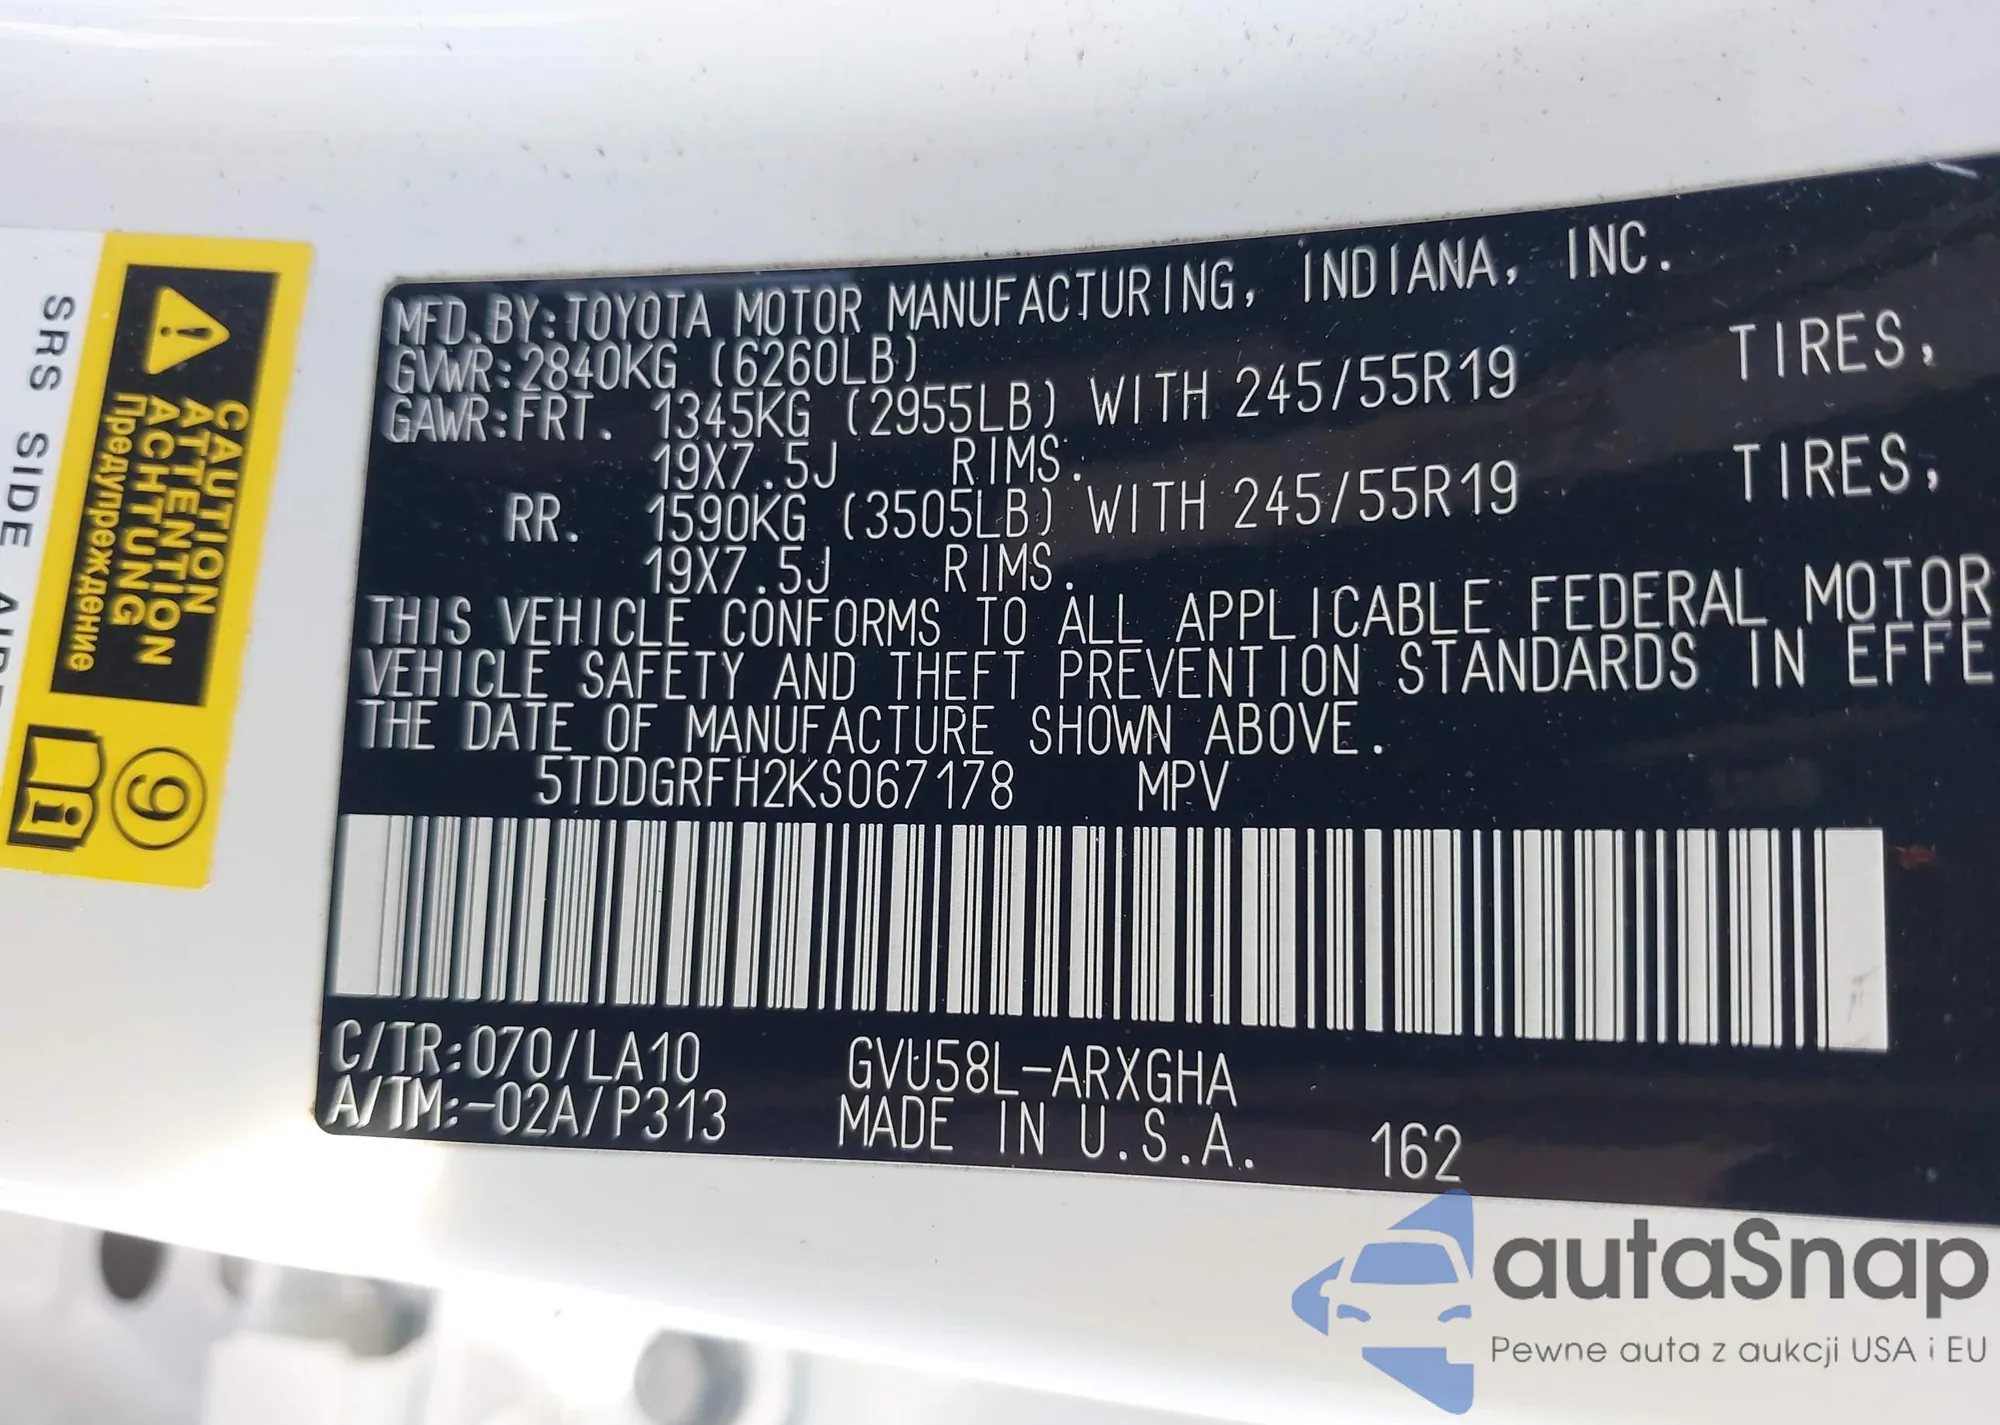 MFD.BY:TOYOTA MOTOR MANUFACTURING, INDIANA, INC.
GVWR:2840KG (6260LB)
GAWR:FRT. 1345KG (2955LB) WITH 245/55R19 TIRES,
19X7.5J RIMS.
RR. 1590KG (3505LB) WITH 245/55R19 TIRES,
19X7.5J RIMS.
THIS VEHICLE CONFORMS TO ALL APPLICABLE FEDERAL MOTOR
VEHICLE SAFETY AND THEFT PREVENTION STANDARDS IN EFFE
THE DATE OF MANUFACTURE SHOWN ABOVE.
5TDDGRFH2KS067178 MPV
C/TR:070/LA10 GVU58L-ARXGHA
A/TM:-02A/P313 MADE IN U.S.A. 162
CAUTION
ATTENTION
ACHTUNG
Предупреждение
9
SRS SIDE
autaSnap
Pewne auta z aukcji USA i EU